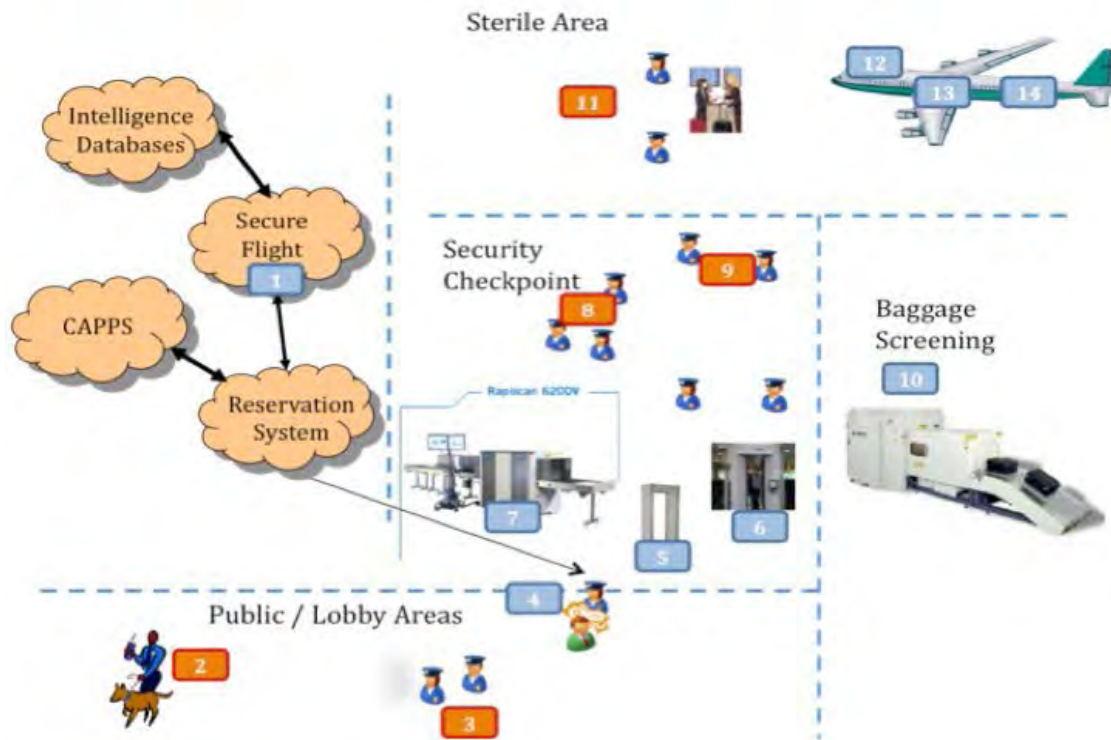 Sterile Area
12
11
13
14
Intelligence
Databases
Secure
Flight
1
Security
Checkpoint
9
8
CAPPS
Baggage
Screening
10
Reservation
System
Rapiscan 620DV
7
6
5
4
Public / Lobby Areas
2
3